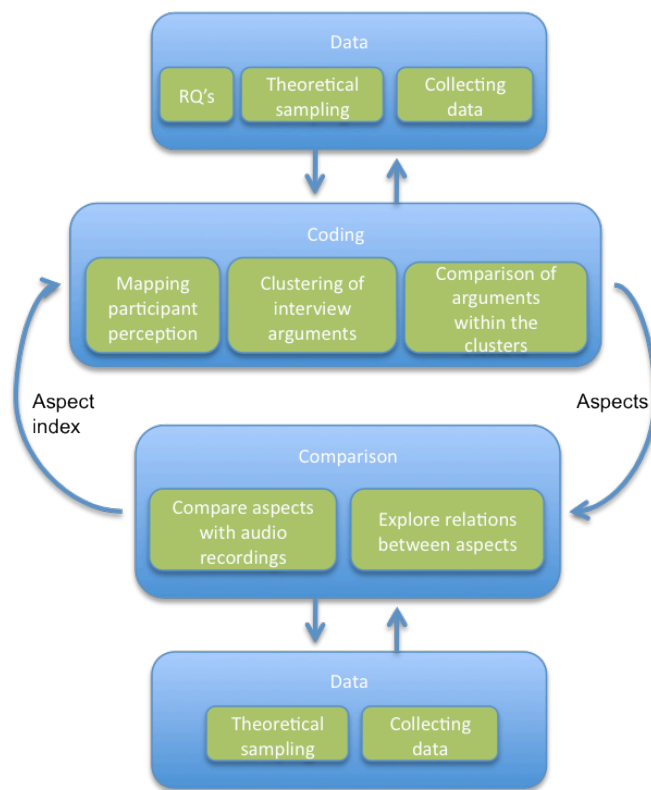 Data
RQ's
Theoretical
sampling
Collecting
data
Coding
Mapping
participant
perception
Clustering of
interview
arguments
Comparison of
arguments
within the
clusters
Aspect
index
Aspects
Comparison
Compare aspects
with audio
recordings
Explore relations
between aspects
Data
Theoretical
sampling
Collecting
data